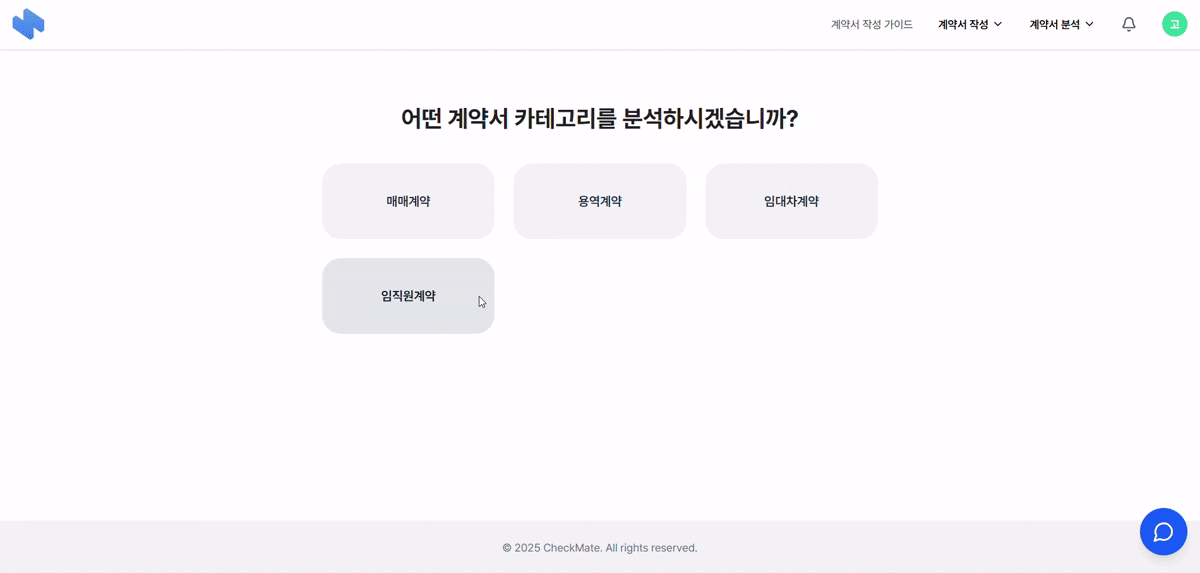 계약서 작성 가이드 계약서 작성 계약서 분석 고
어떤 계약서 카테고리를 분석하시겠습니까?
매매계약 용역계약 임대차계약
임직원계약
© 2025 CheckMate. All rights reserved.